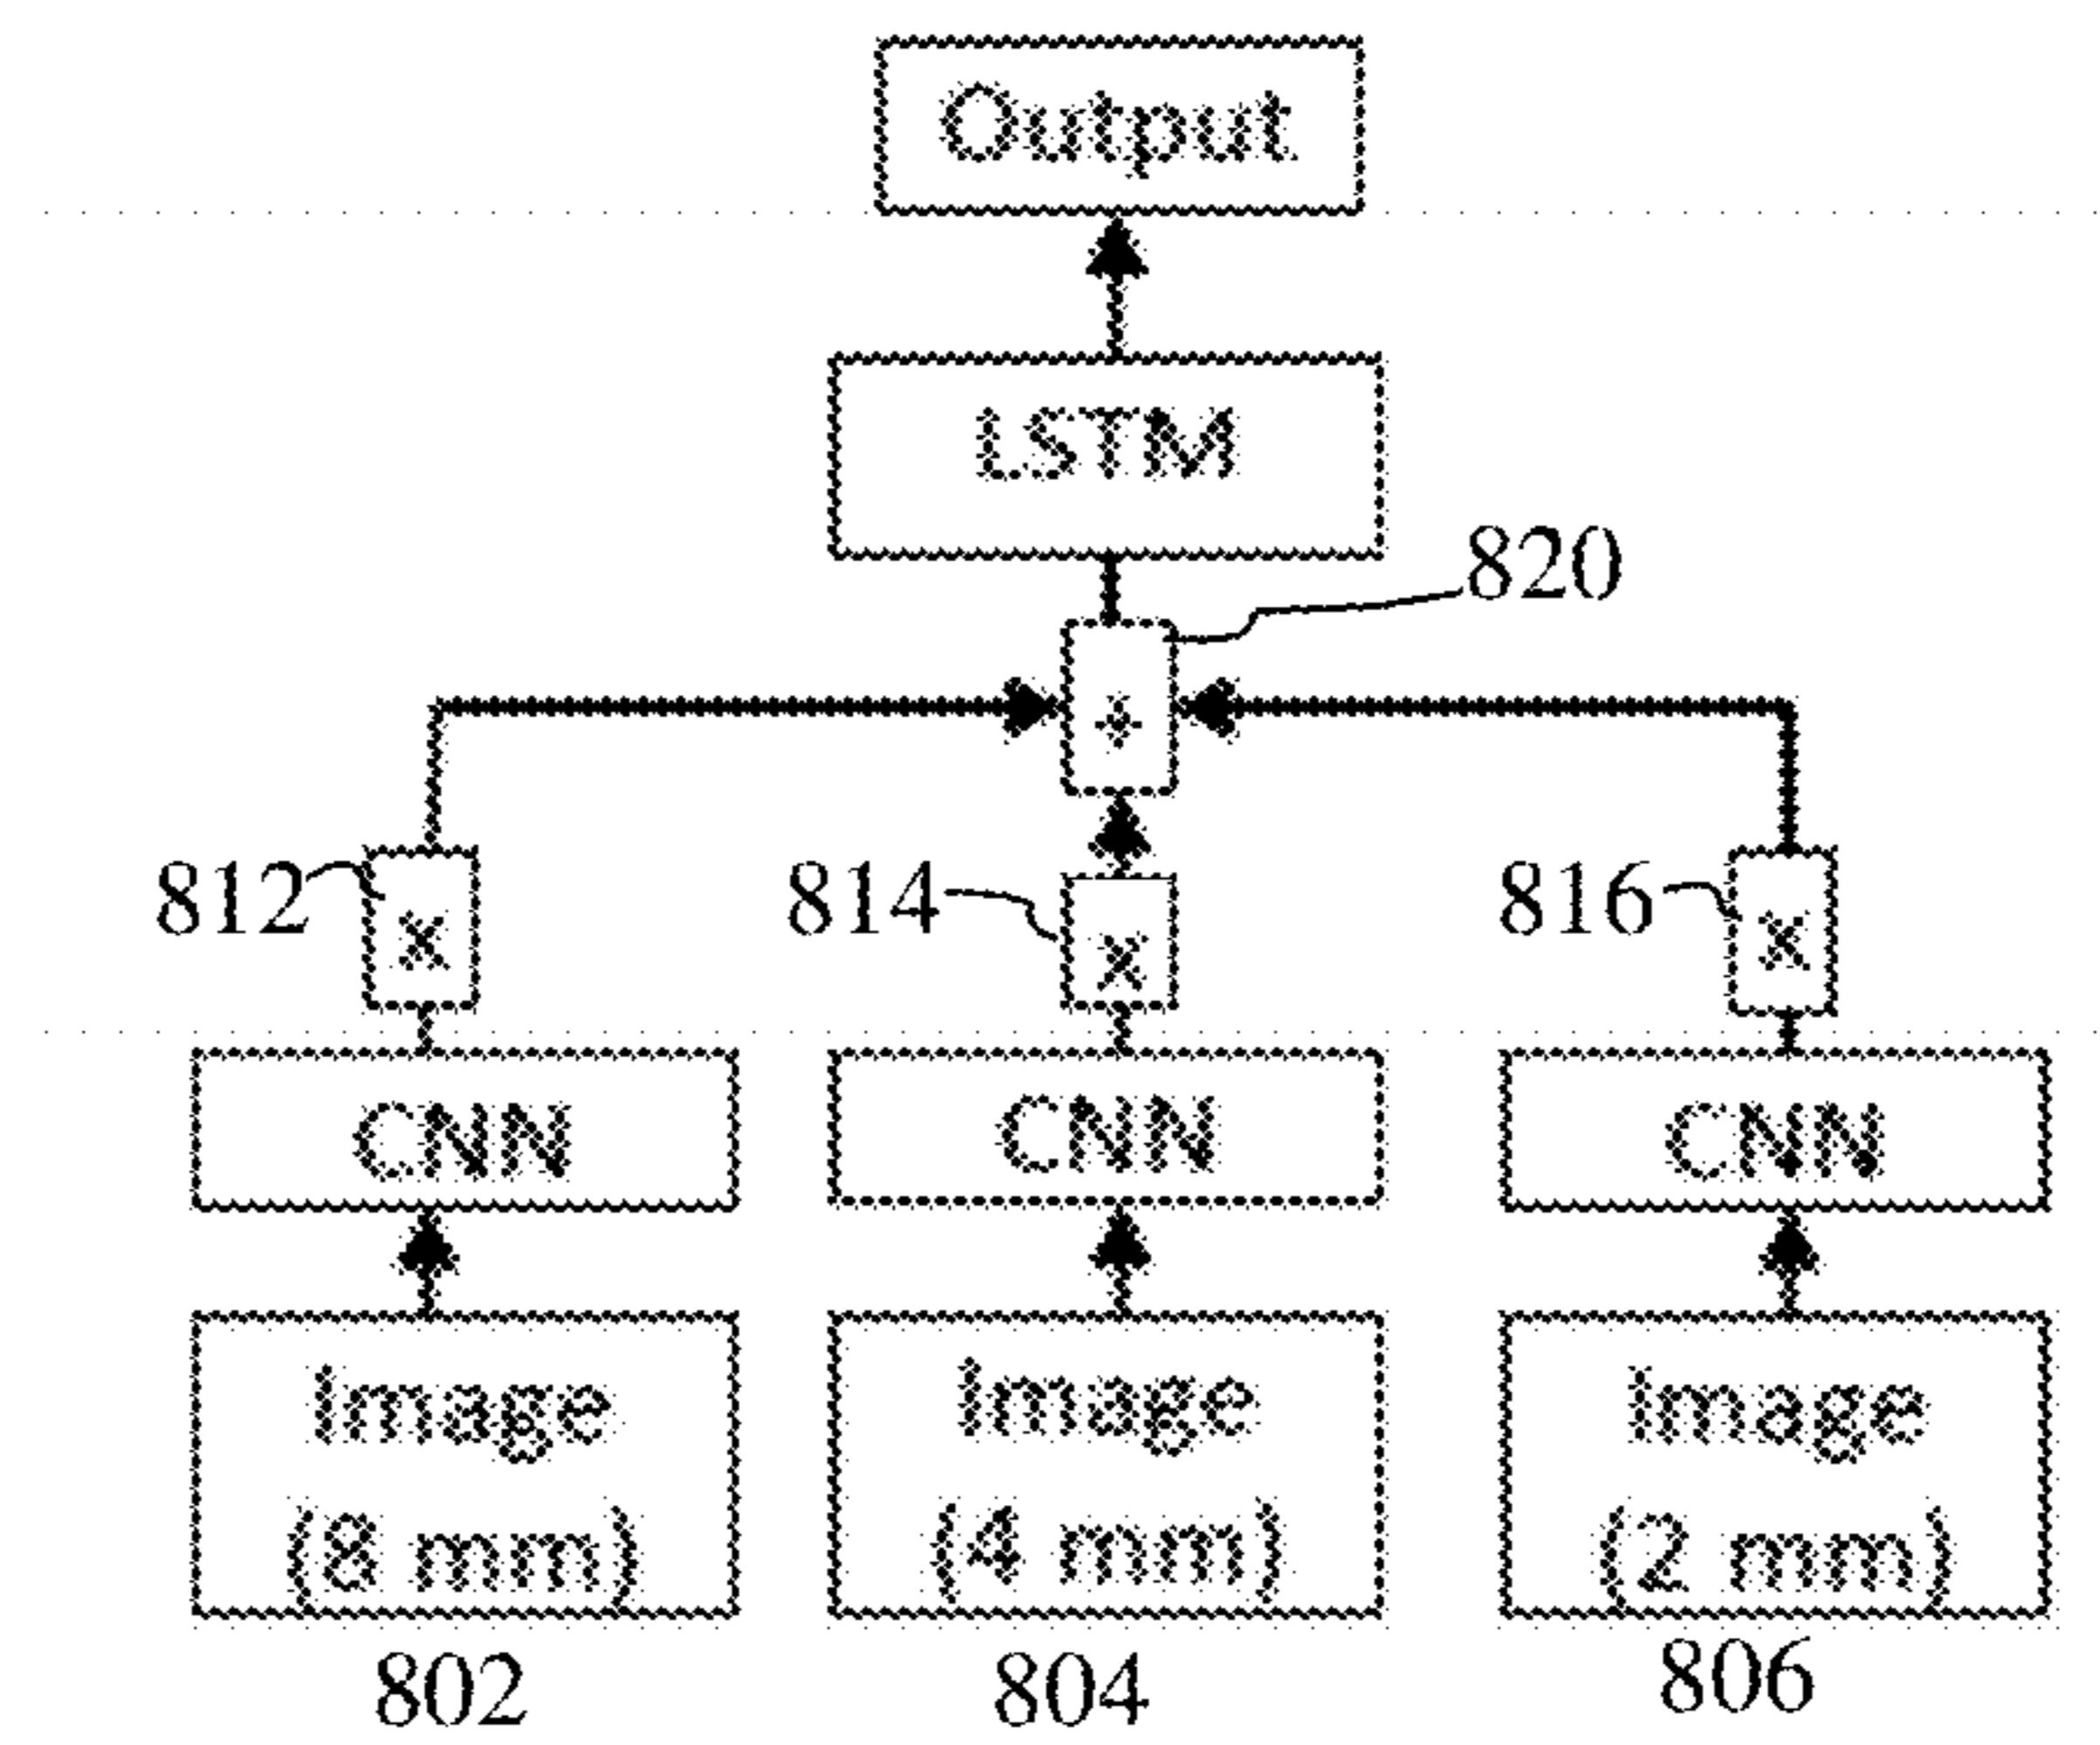 Output
LSTM
820
+
812
814
816
x
x
x
CNN
CNN
CNN
Image
(8 mm)
Image
(4 mm)
Image
(2 mm)
802
804
806